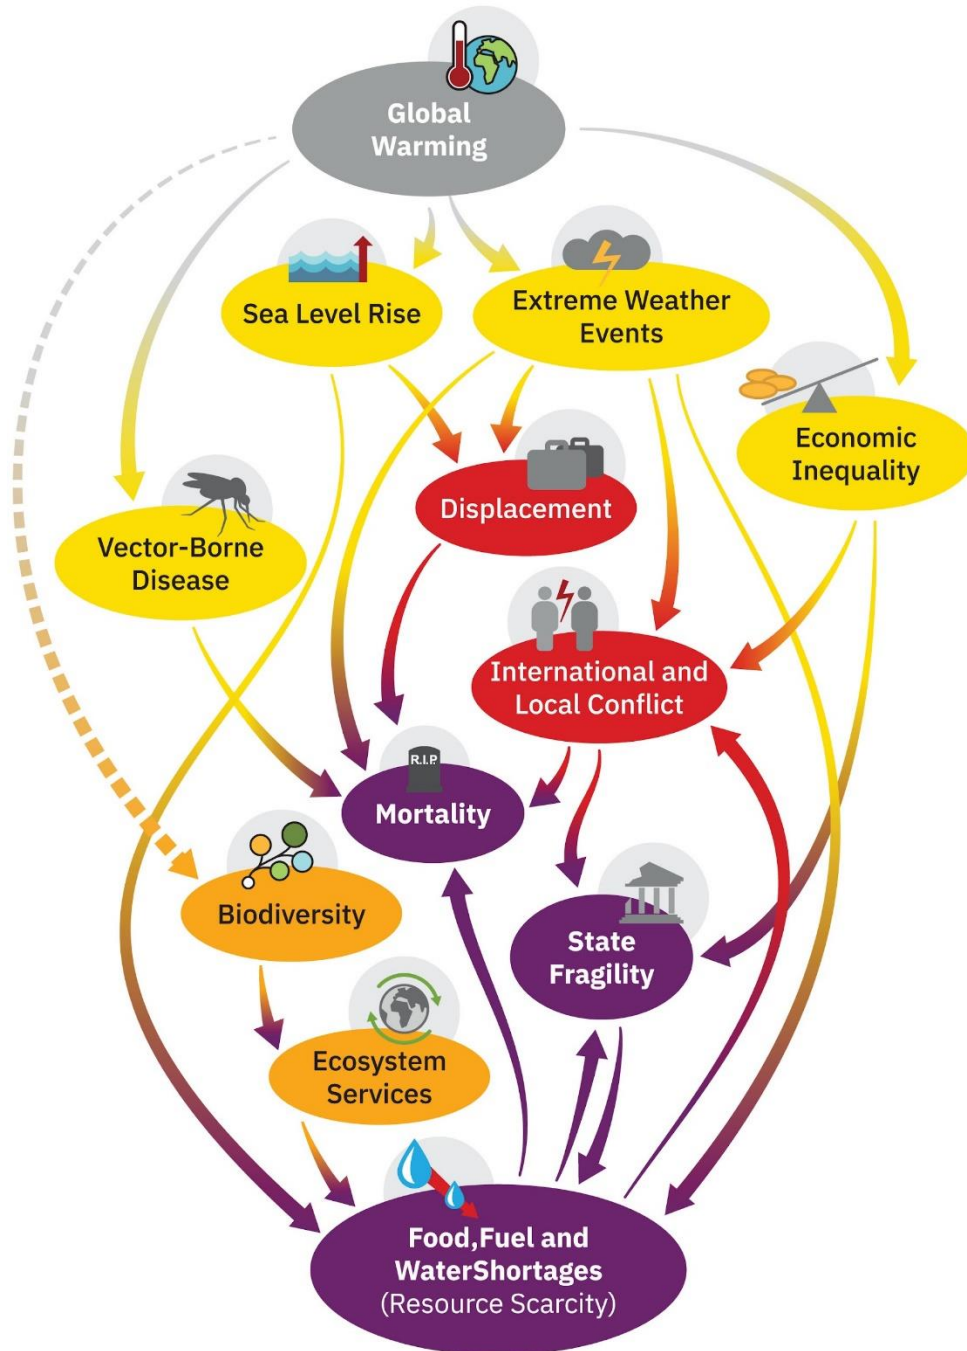 Global
Warming
Sea Level Rise
Extreme Weather
Events
Economic
Inequality
Displacement
Vector-Borne
Disease
International and
Local Conflict
R.I.P.
Mortality
Biodiversity
State
Fragility
Ecosystem
Services
Food,Fuel and
WaterShortages
(Resource Scarcity)